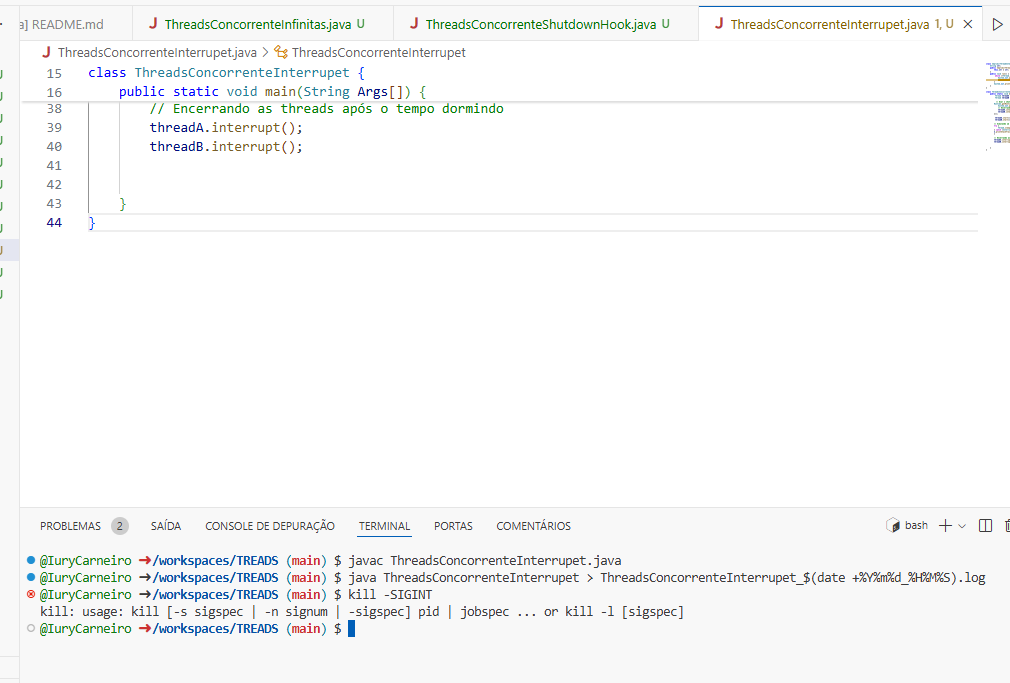 a] README.md J ThreadsConcorrenteInfinitas.java U J ThreadsConcorrenteShutdownHook.java U J ThreadsConcorrenteInterrupet.java 1, U
J ThreadsConcorrenteInterrupet.java > ThreadsConcorrenteInterrupet
15 class ThreadsConcorrenteInterrupet {
16 public static void main(String Args[]) {
38 // Encerrando as threads após o tempo dormindo
39 threadA.interrupt();
40 threadB.interrupt();
41
42
43 }
44 }
PROBLEMAS 2 SAÍDA CONSOLE DE DEPURAÇÃO TERMINAL PORTAS COMENTÁRIOS bash
@IuryCarneiro ➜/workspaces/TREADS (main) $ javac ThreadsConcorrenteInterrupet.java
@IuryCarneiro ➜/workspaces/TREADS (main) $ java ThreadsConcorrenteInterrupet > ThreadsConcorrenteInterrupet_$(date +%Y%m%d_%H%M%S).log
@IuryCarneiro ➜/workspaces/TREADS (main) $ kill -SIGINT
kill: usage: kill [-s sigspec | -n signum | -sigspec] pid | jobspec ... or kill -l [sigspec]
@IuryCarneiro ➜/workspaces/TREADS (main) $